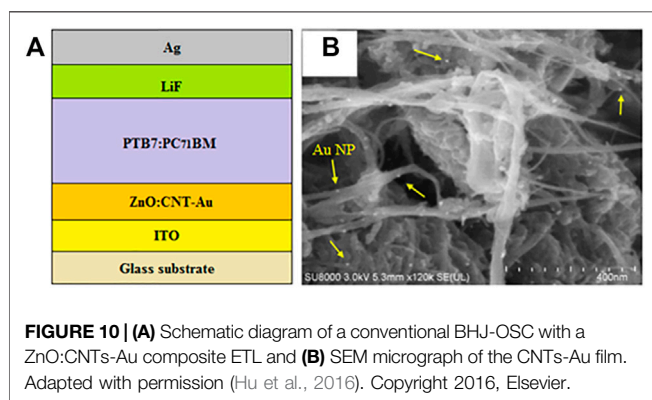 A
Ag
LiF
PTB7:PC71BM
ZnO:CNT-Au
ITO
Glass substrate
B
Au NP
SU8000 3.0kV 5.3mm x120k SE(UL)
400nm
FIGURE 10 | (A) Schematic diagram of a conventional BHJ-OSC with a
ZnO:CNTs-Au composite ETL and (B) SEM micrograph of the CNTs-Au film.
Adapted with permission (Hu et al., 2016). Copyright 2016, Elsevier.